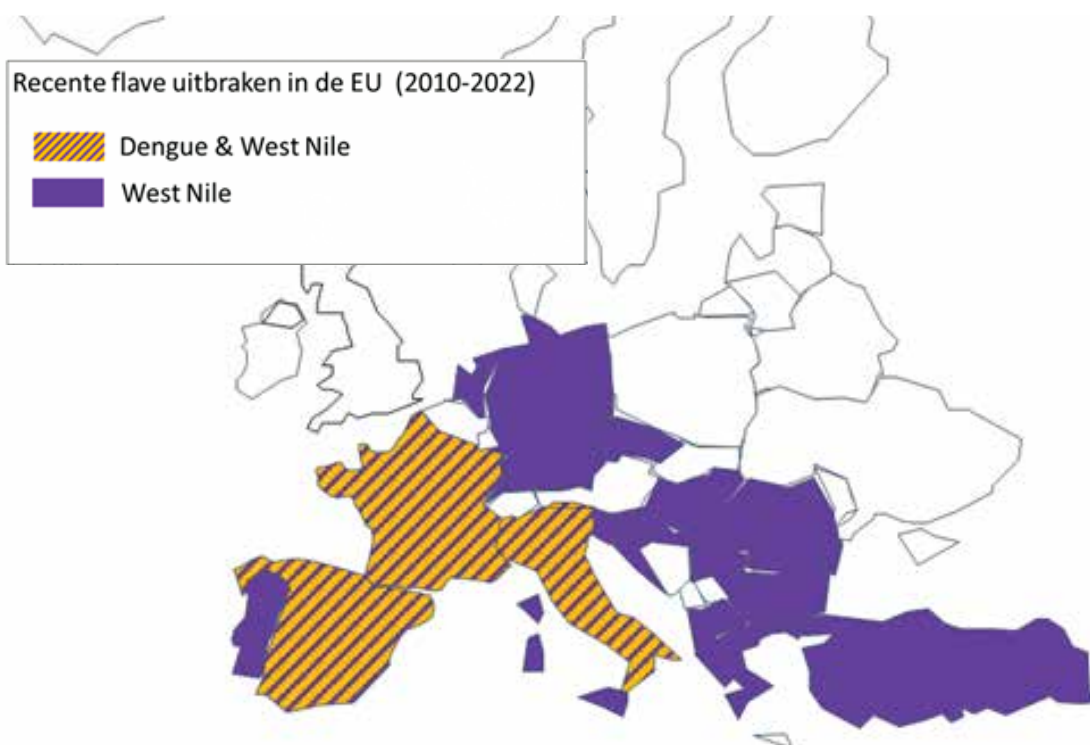 Recente flave uitbraken in de EU (2010-2022)
Dengue & West Nile
West Nile